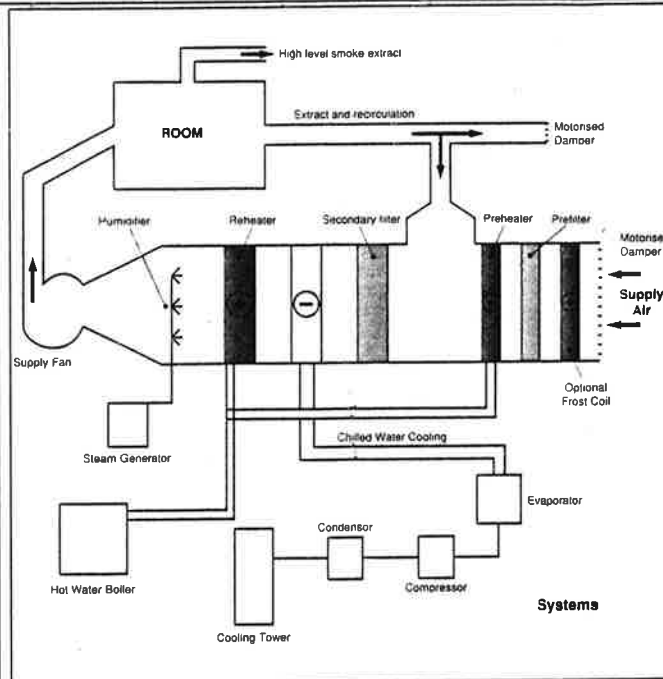 High level smoke extract
Extract and recirculation
ROOM
Motorised
Damper
Humidifier
Reheater
Secondary filter
Preheater
Prefilter
Motorised
Damper
Supply
Air
Supply Fan
Optional
Frost Coil
Steam Generator
Chilled Water Cooling
Evaporator
Condensor
Hot Water Boiler
Compressor
Cooling Tower
Systems